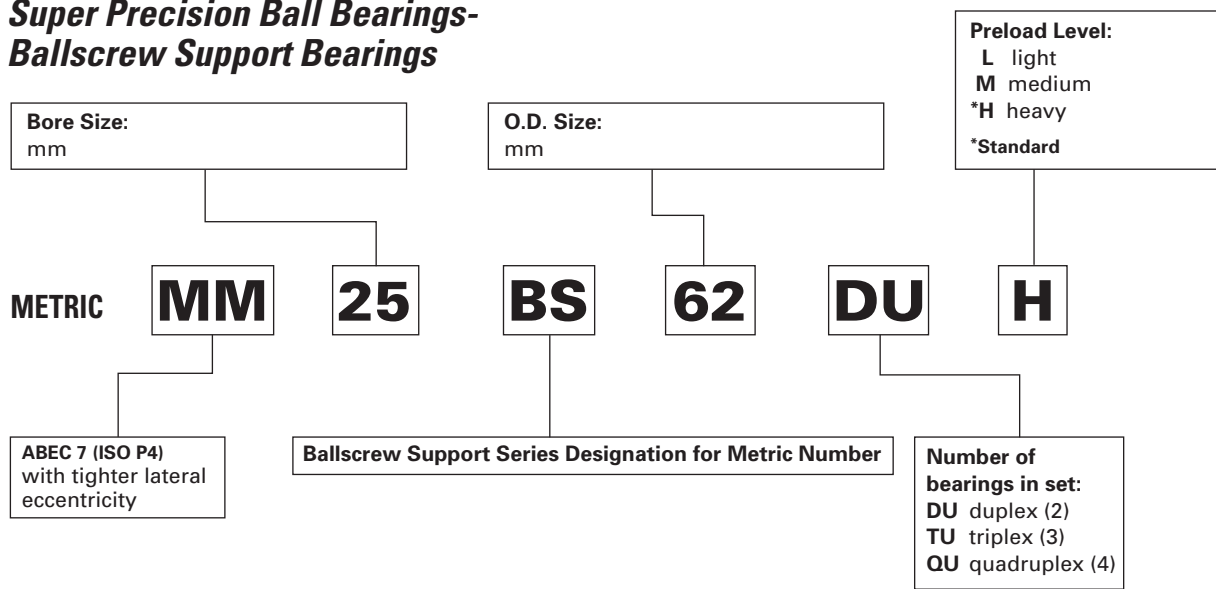 Super Precision Ball Bearings-
Ballscrew Support Bearings
Preload Level:
L light
M medium
*H heavy
*Standard
Bore Size:
mm
O.D. Size:
mm
METRIC MM 25 BS 62 DU H
ABEC 7 (ISO P4)
with tighter lateral
eccentricity
Ballscrew Support Series Designation for Metric Number
Number of
bearings in set:
DU duplex (2)
TU triplex (3)
QU quadruplex (4)